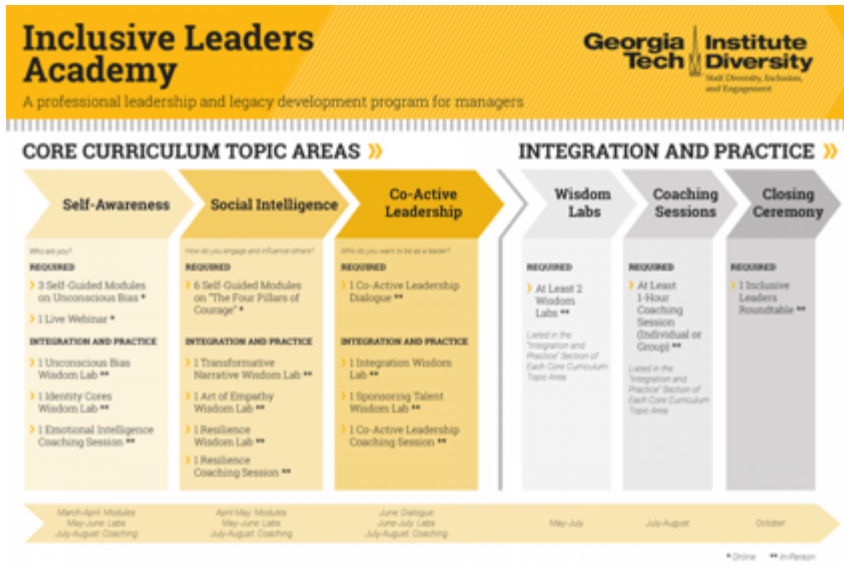 Inclusive Leaders
Academy
A professional leadership and legacy development program for managers
Georgia Tech
Institute Diversity
Staff Diversity, Inclusion,
and Engagement
CORE CURRICULUM TOPIC AREAS
INTEGRATION AND PRACTICE
Self-Awareness
Who are you?
REQUIRED
3 Self-Guided Modules
on Unconscious Bias *
1 Live Webinar *
INTEGRATION AND PRACTICE
1 Unconscious Bias
Wisdom Lab **
1 Identity Cores
Wisdom Lab **
1 Emotional Intelligence
Coaching Session **
March-April: Modules
May-June: Labs
July-August: Coaching
Social Intelligence
How do you engage and influence others?
REQUIRED
6 Self-Guided Modules
on "The Four Pillars of
Courage" *
INTEGRATION AND PRACTICE
1 Transformative
Narrative Wisdom Lab **
1 Art of Empathy
Wisdom Lab **
1 Resilience
Wisdom Lab **
1 Resilience
Coaching Session **
April-May: Modules
May-June: Labs
July-August: Coaching
Co-Active
Leadership
Who do you want to be as a leader?
REQUIRED
1 Co-Active Leadership
Dialogue **
INTEGRATION AND PRACTICE
1 Integration Wisdom
Lab **
1 Sponsoring Talent
Wisdom Lab **
1 Co-Active Leadership
Coaching Session **
June: Dialogue
June-July: Labs
July-August: Coaching
Wisdom
Labs
REQUIRED
At Least 2
Wisdom
Labs **
Listed in the
"Integration and
Practice" Section of
Each Core Curriculum
Topic Area
May-July
Coaching
Sessions
REQUIRED
At Least
1-Hour
Coaching
Session
(Individual or
Group) **
Listed in the
"Integration and
Practice" Section of
Each Core Curriculum
Topic Area
July-August
Closing
Ceremony
REQUIRED
1 Inclusive
Leaders
Roundtable **
October
* Online ** In-Person